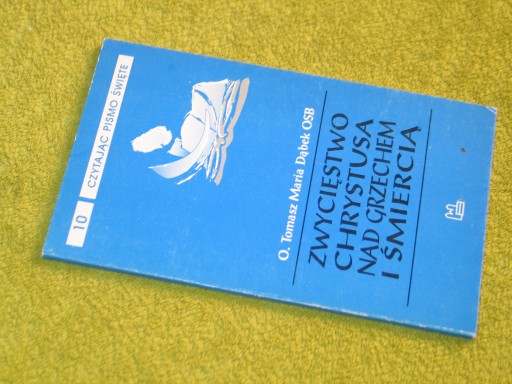 10 CZYTAJĄC PISMO ŚWIĘTE
O. Tomasz Maria Dąbek OSB
ZWYCIĘSTWO
CHRYSTUSA
NAD GRZECHEM
I ŚMIERCIĄ